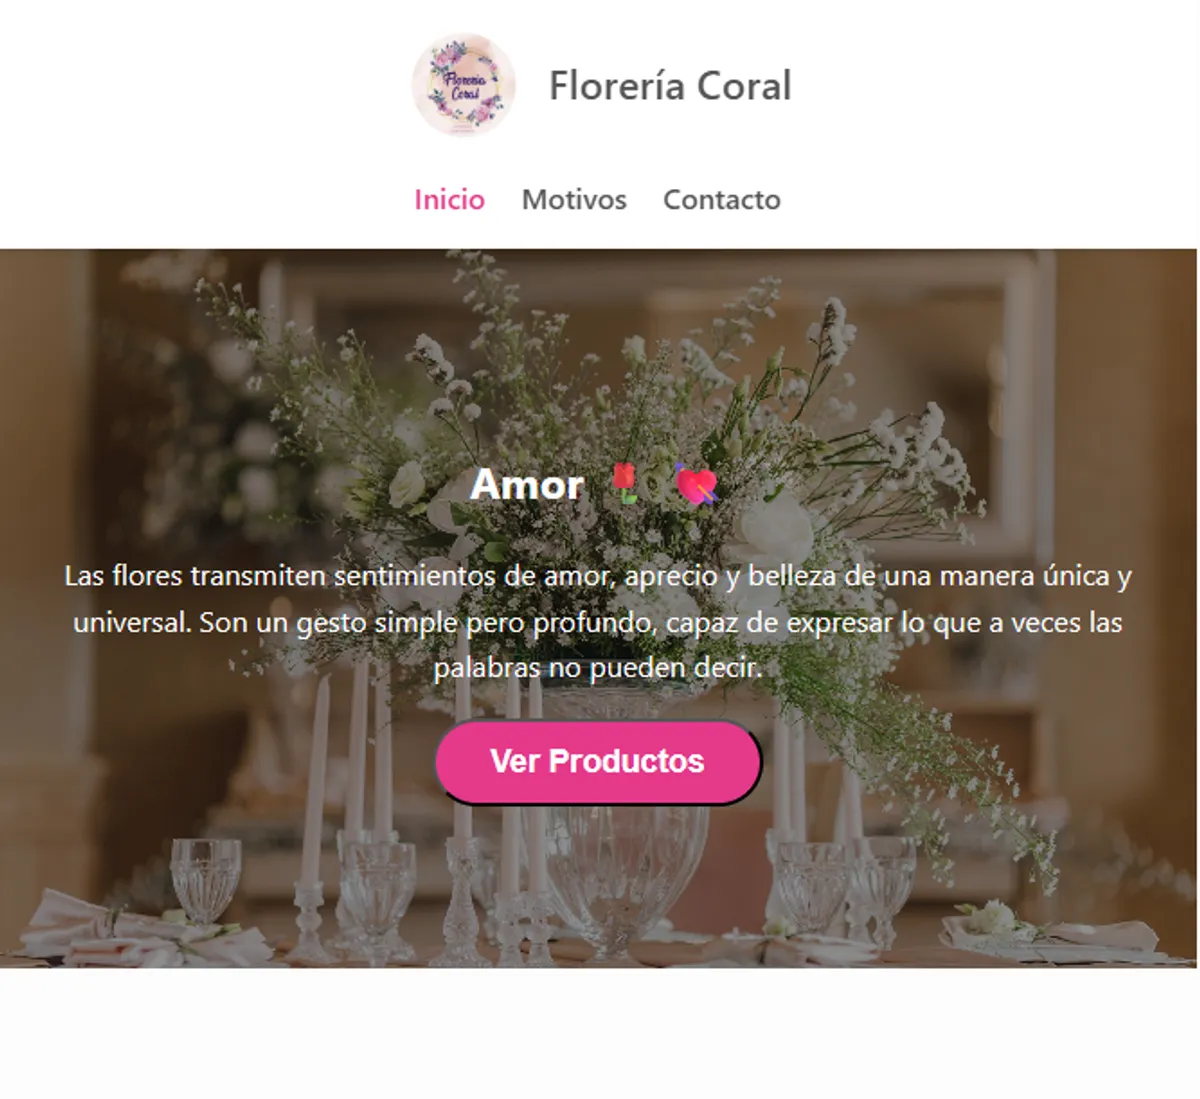 Florería
Coral
Florería Coral
Inicio Motivos Contacto
Amor 🌹 💘
Las flores transmiten sentimientos de amor, aprecio y belleza de una manera única y
universal. Son un gesto simple pero profundo, capaz de expresar lo que a veces las
palabras no pueden decir.
Ver Productos